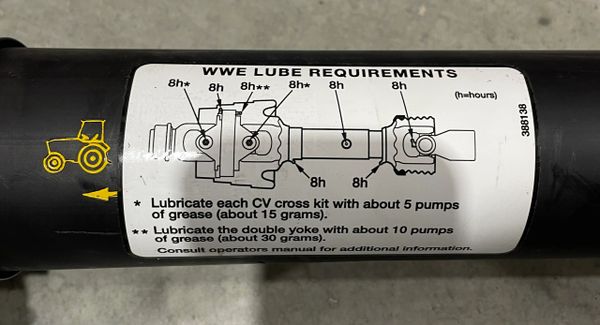 WWE LUBE REQUIREMENTS
8h*
8h
8h**
8h*
8h
8h
(h=hours)
388138
8h
8h
* Lubricate each CV cross kit with about 5 pumps
of grease (about 15 grams).
** Lubricate the double yoke with about 10 pumps
of grease (about 30 grams).
Consult operators manual for additional information.